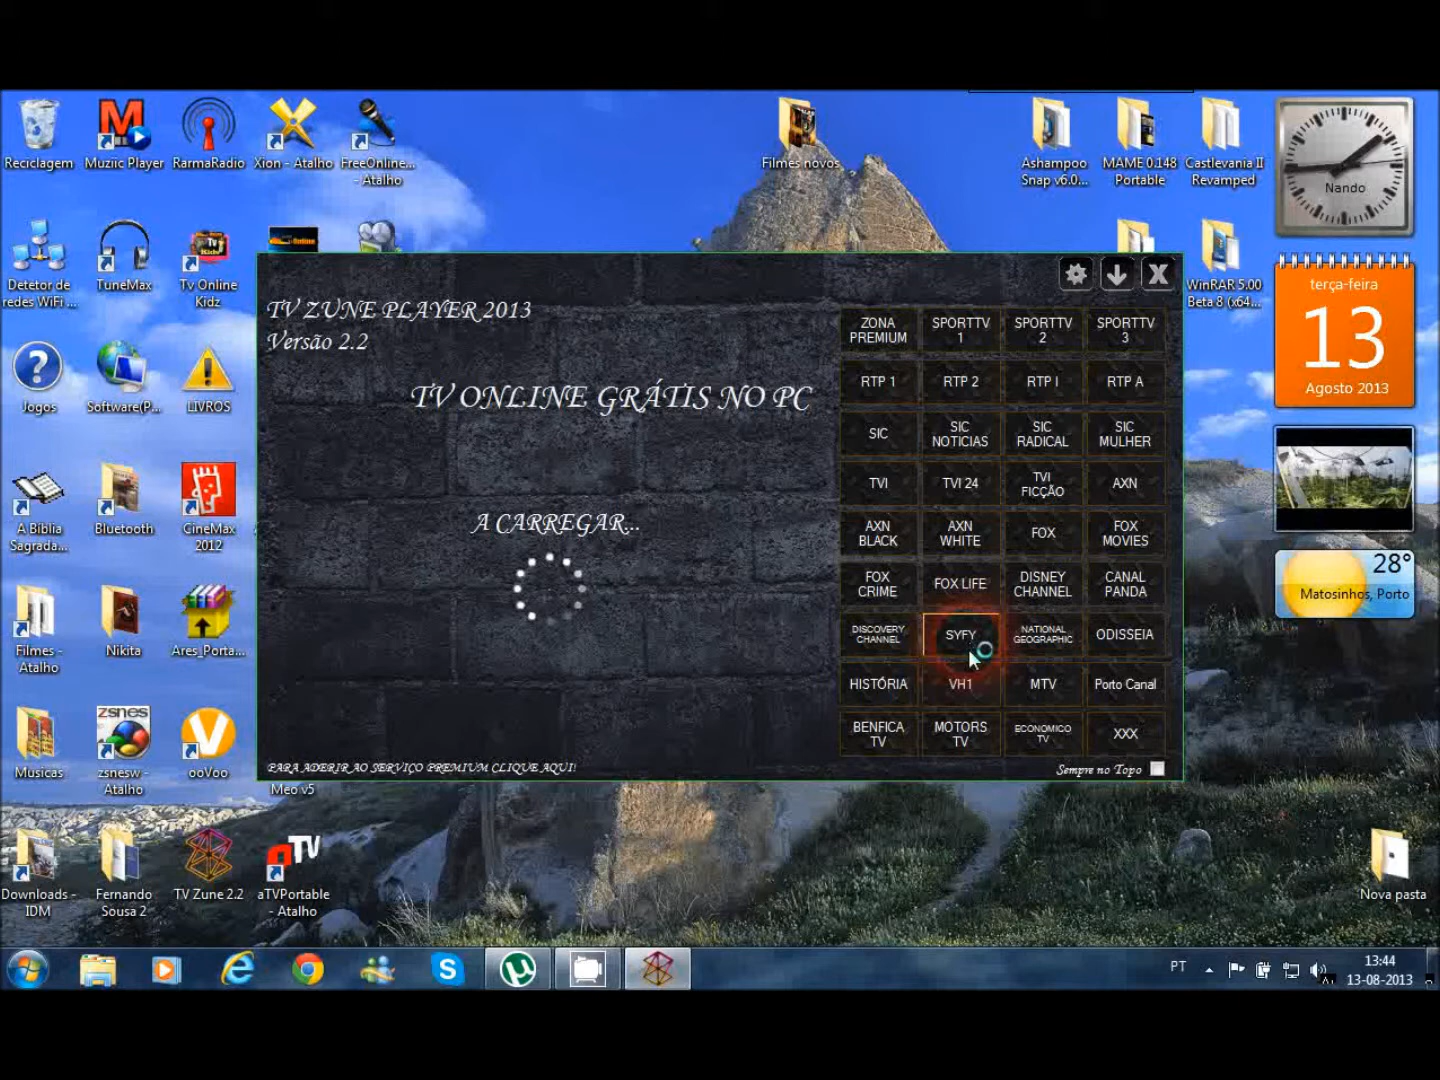 Reciclagem
Muziic Player
RarmaRadio
Xion - Atalho
FreeOnline...
- Atalho
Filmes novos
Ashampoo
Snap v6.0...
MAME 0.148
Portable
Castlevania II
Revamped
Nando
Detetor de
redes WiFi ...
TuneMax
Tv Online
Kidz
WinRAR 5.00
Beta 8 (x64...
terça-feira
13
Agosto 2013
TV ZUNE PLAYER 2013
Versão 2.2
TV ONLINE GRÁTIS NO PC
A CARREGAR...
ZONA
PREMIUM
SPORTTV
1
SPORTTV
2
SPORTTV
3
RTP 1
RTP 2
RTP I
RTP A
SIC
SIC
NOTICIAS
SIC
RADICAL
SIC
MULHER
TVI
TVI 24
TVI
FICÇÃO
AXN
AXN
BLACK
AXN
WHITE
FOX
FOX
MOVIES
FOX
CRIME
FOX LIFE
DISNEY
CHANNEL
CANAL
PANDA
DISCOVERY
CHANNEL
SYFY
NATIONAL
GEOGRAPHIC
ODISSEIA
HISTÓRIA
VH1
MTV
Porto Canal
BENFICA
TV
MOTORS
TV
ECONOMICO
TV
XXX
PARA ADERIR AO SERVIÇO PREMIUM CLIQUE AQUI!
Sempre no Topo
Jogos
Software(P...
LIVROS
A Bíblia
Sagrada...
Bluetooth
CineMax
2012
28°
Matosinhos, Porto
Filmes -
Atalho
Nikita
Ares_Porta...
Musicas
zsnes
zsnesw -
Atalho
ooVoo
Meo v5
Downloads -
IDM
Fernando
Sousa 2
TV Zune 2.2
aTV
aTVPortable
- Atalho
Nova pasta
PT
13:44
13-08-2013